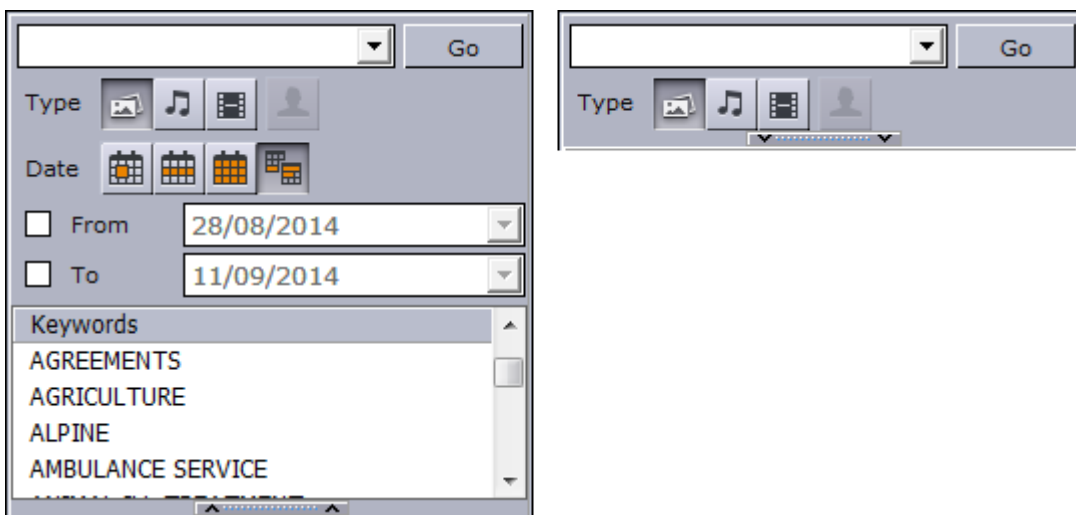 Go
Type
Date
From 28/08/2014
To 11/09/2014
Keywords
AGREEMENTS
AGRICULTURE
ALPINE
AMBULANCE SERVICE
Go
Type